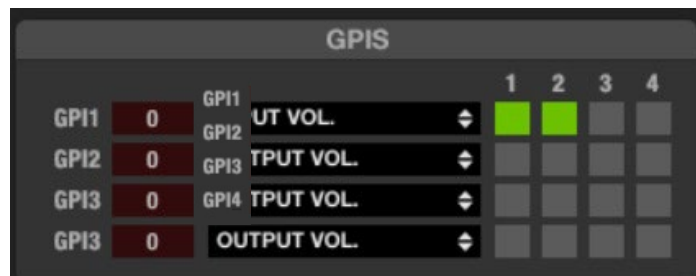 GPIS
1 2 3 4
GPI1 0 GPI1 UT VOL.
GPI2 0 GPI2 TPUT VOL.
GPI3 0 GPI3 TPUT VOL.
GPI3 0 GPI4 OUTPUT VOL.